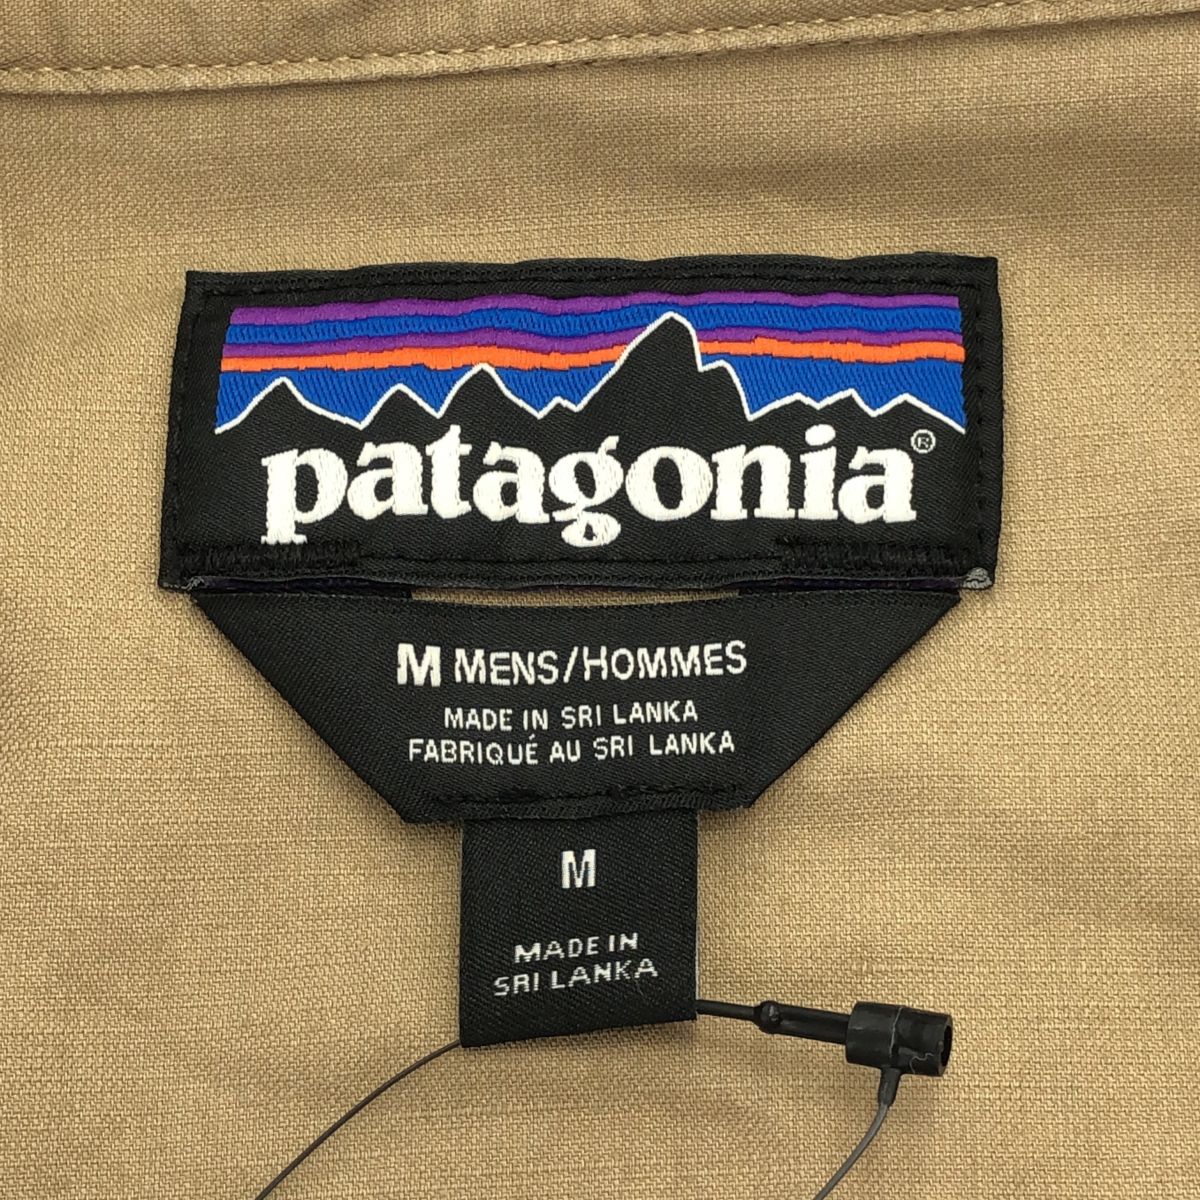 patagonia®
M MENS/HOMMES
MADE IN SRI LANKA
FABRIQUÉ AU SRI LANKA
M
MADE IN
SRI LANKA